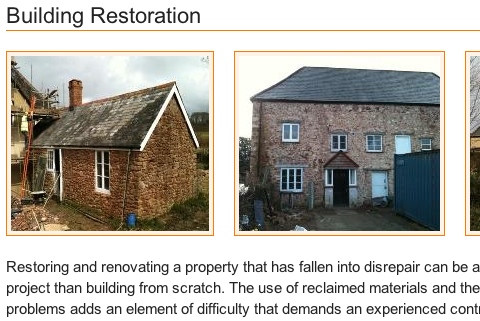 Building Restoration
Restoring and renovating a property that has fallen into disrepair can be a
project than building from scratch. The use of reclaimed materials and the
problems adds an element of difficulty that demands an experienced cont